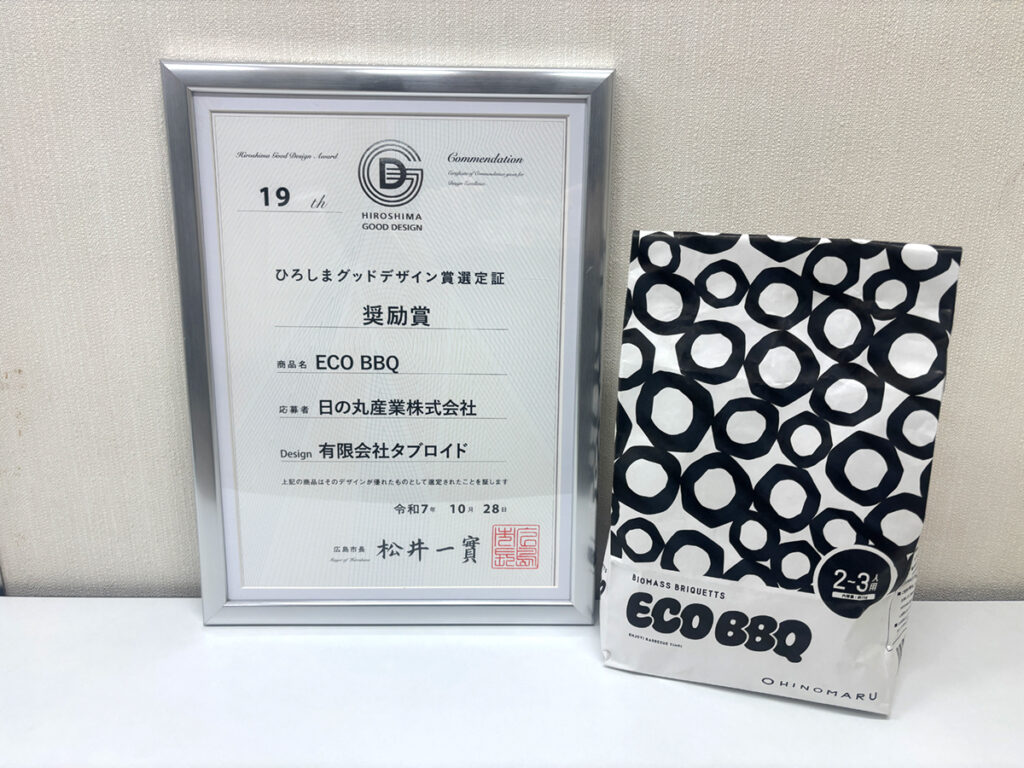 Hiroshima Good Design Award
19 th
HIROSHIMA
GOOD DESIGN
Commendation
Certificate of Commendation given for
Design Excellence
ひろしまグッドデザイン賞選定証
奨励賞
商品名 ECO BBQ
応募者 日の丸産業株式会社
Design 有限会社タブロイド
上記の商品はそのデザインが優れたものとして選定されたことを証します
令和7年 10月 28日
広島市長 松井一實
Mayor of Hiroshima
2~3人用
BIOMASS BRIQUETTS
ECO BBQ
ENJOY! BARBECUE TIME!
HINOMARU